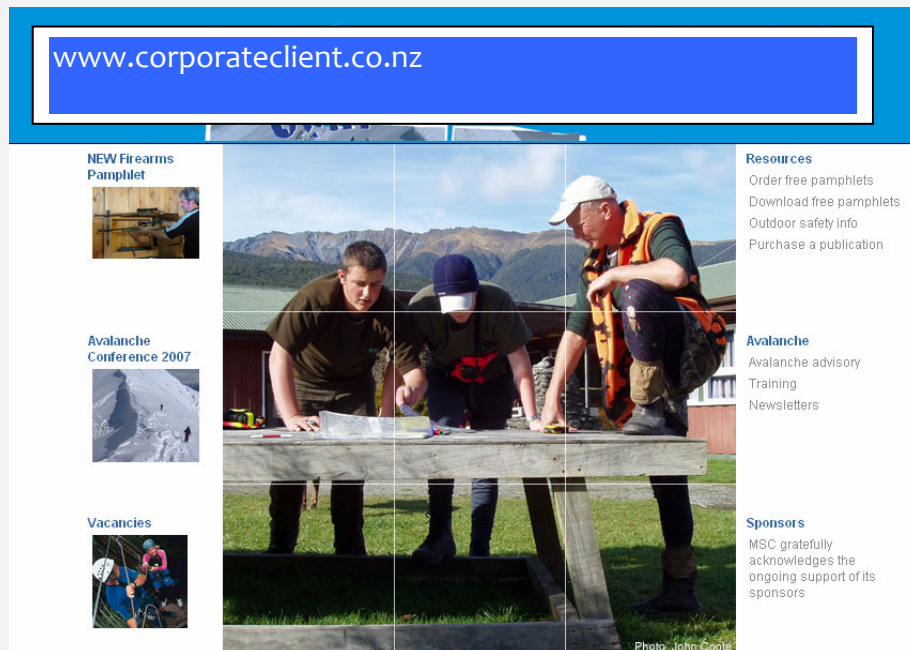 www.corporateclient.co.nz
NEW Firearms
Pamphlet
Avalanche
Conference 2007
Vacancies
Resources
Order free pamphlets
Download free pamphlets
Outdoor safety info
Purchase a publication
Avalanche
Avalanche advisory
Training
Newsletters
Sponsors
MSC gratefully
acknowledges the
ongoing support of its
sponsors
Photo: John Coote